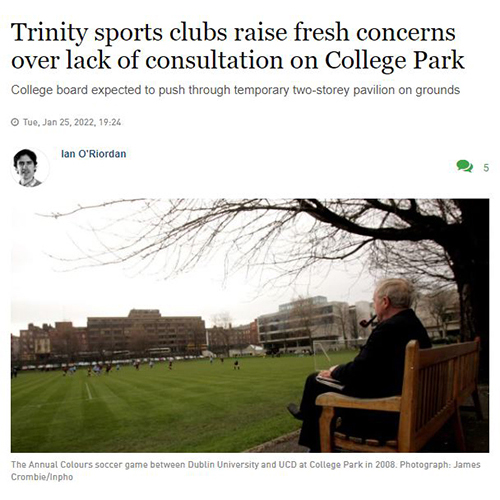 Trinity sports clubs raise fresh concerns
over lack of consultation on College Park
College board expected to push through temporary two-storey pavilion on grounds
Tue, Jan 25, 2022, 19:24
Ian O'Riordan
5
The Annual Colours soccer game between Dublin University and UCD at College Park in 2008. Photograph: James
Crombie/Inpho